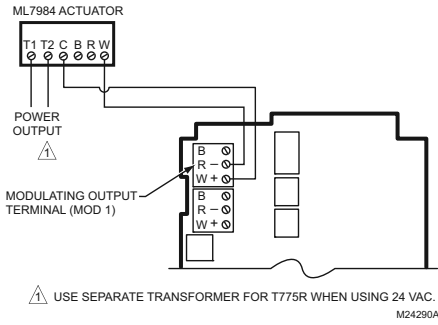 ML7984 ACTUATOR
T1 T2 C B R W
POWER
OUTPUT
1
B
R –
W +
MODULATING OUTPUT
TERMINAL (MOD 1)
B
R –
W +
1 USE SEPARATE TRANSFORMER FOR T775R WHEN USING 24 VAC.
M24290A